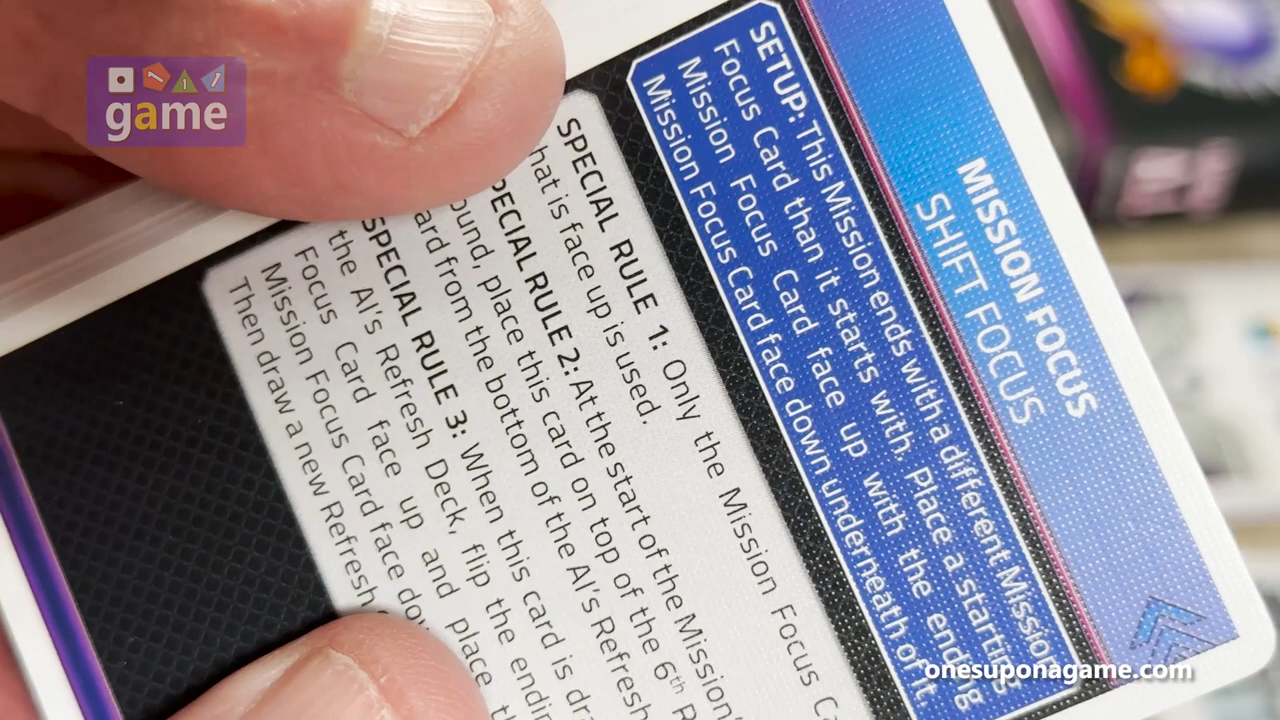 game
MISSION FOCUS
SHIFT FOCUS
SETUP: This Mission ends with a different Mission
Focus Card than it starts with. Place a starting
Mission Focus Card face up with the ending
Mission Focus Card face down underneath of it.
SPECIAL RULE 1: Only the Mission Focus
hat is face up is used.
PECIAL RULE 2: At the start of the Mission'
ound, place this card on top of the 6th R
ard from the bottom of the AI's Refresh
SPECIAL RULE 3: When this card is dra
the AI's Refresh Deck, flip the endin
Focus Card face up and place th
Mission Focus Card face dow
Then draw a new Refresh
onesuponagame.com